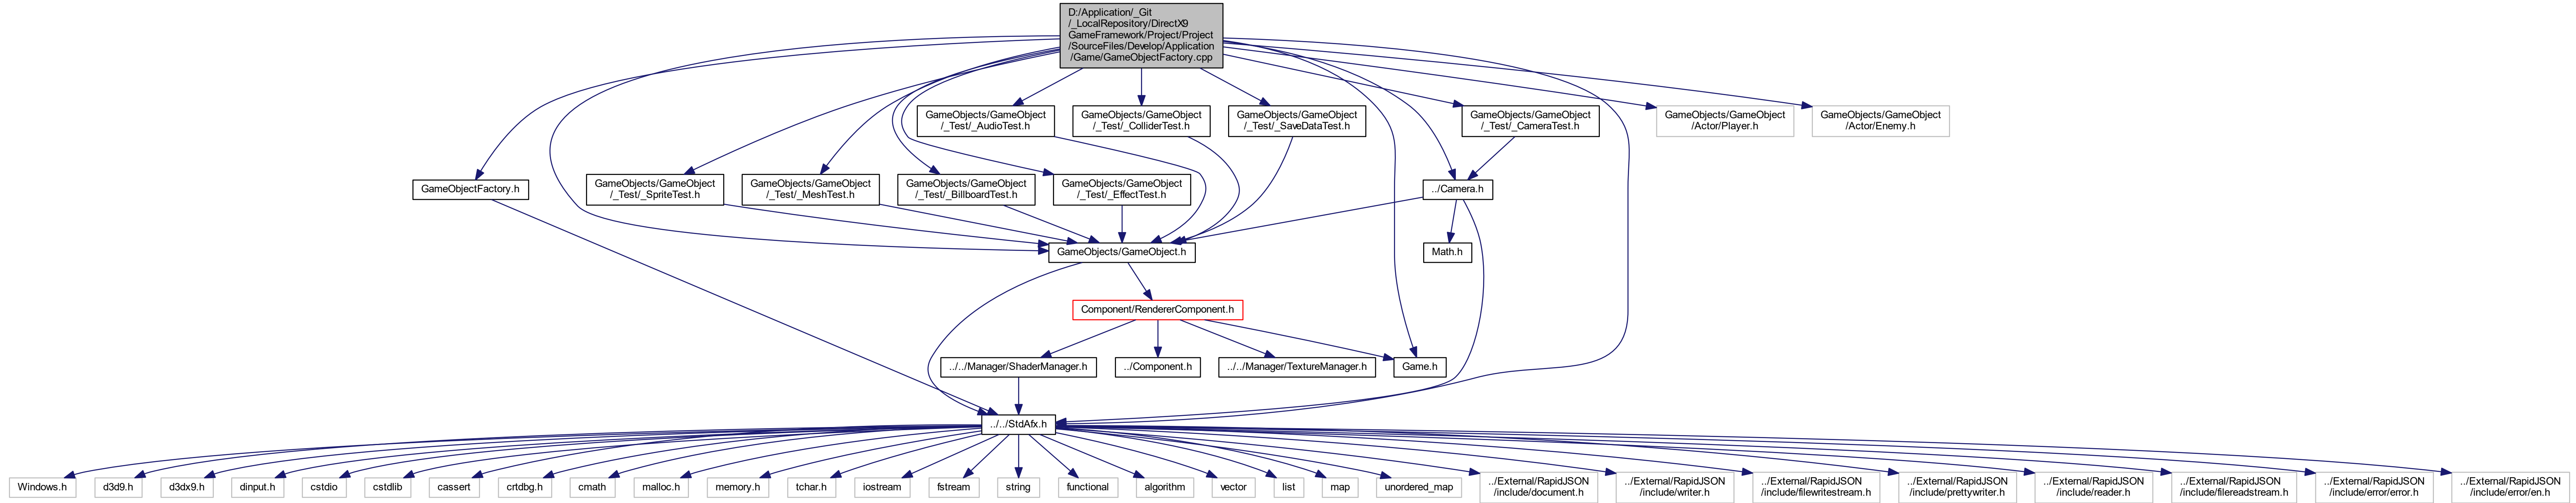 D:/Application/_Git
/_LocalRepository/DirectX9
GameFramework/Project/Project
/SourceFiles/Develop/Application
/Game/GameObjectFactory.cpp
GameObjects/GameObject
/_Test/_AudioTest.h
GameObjects/GameObject
/_Test/_ColliderTest.h
GameObjects/GameObject
/_Test/_SaveDataTest.h
GameObjects/GameObject
/_Test/_CameraTest.h
GameObjects/GameObject
/Actor/Player.h
GameObjects/GameObject
/Actor/Enemy.h
GameObjectFactory.h
GameObjects/GameObject
/_Test/_SpriteTest.h
GameObjects/GameObject
/_Test/_MeshTest.h
GameObjects/GameObject
/_Test/_BillboardTest.h
GameObjects/GameObject
/_Test/_EffectTest.h
../Camera.h
GameObjects/GameObject.h
Math.h
Component/RendererComponent.h
../../Manager/ShaderManager.h
../Component.h
../../Manager/TextureManager.h
Game.h
../../StdAfx.h
Windows.h
d3d9.h
d3dx9.h
dinput.h
cstdio
cstdlib
cassert
crtdbg.h
cmath
malloc.h
memory.h
tchar.h
iostream
fstream
string
functional
algorithm
vector
list
map
unordered_map
../External/RapidJSON
/include/document.h
../External/RapidJSON
/include/writer.h
../External/RapidJSON
/include/filewritestream.h
../External/RapidJSON
/include/prettywriter.h
../External/RapidJSON
/include/reader.h
../External/RapidJSON
/include/filereadstream.h
../External/RapidJSON
/include/error/error.h
../External/RapidJSON
/include/error/en.h